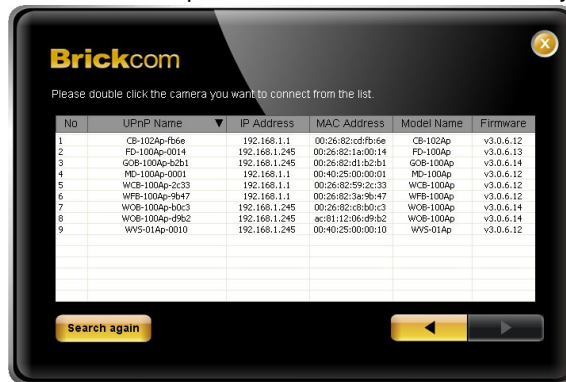 Brickcom
Please double click the camera you want to connect from the list.
No UPnP Name IP Address MAC Address Model Name Firmware
1 CB-102Ap-fb6e 192.168.1.1 00:26:82:cd:fb:6e CB-102Ap v3.0.6.12
2 FD-100Ap-0014 192.168.1.245 00:26:82:1a:00:14 FD-100Ap v3.0.6.13
3 GOB-100Ap-b2b1 192.168.1.245 00:26:82:d1:b2:b1 GOB-100Ap v3.0.6.14
4 MD-100Ap-0001 192.168.1.1 00:40:25:00:00:01 MD-100Ap v3.0.6.12
5 WCB-100Ap-2c33 192.168.1.1 00:26:82:59:2c:33 WCB-100Ap v3.0.6.12
6 WFB-100Ap-9b47 192.168.1.1 00:26:82:3a:9b:47 WFB-100Ap v3.0.6.12
7 WOB-100Ap-b0c3 192.168.1.245 00:26:82:c8:b0:c3 WOB-100Ap v3.0.6.14
8 WOB-100Ap-d9b2 192.168.1.245 ac:81:12:06:d9:b2 WOB-100Ap v3.0.6.14
9 WVS-01Ap-0010 192.168.1.245 00:40:25:00:00:10 WVS-01Ap v3.0.6.12
Search again